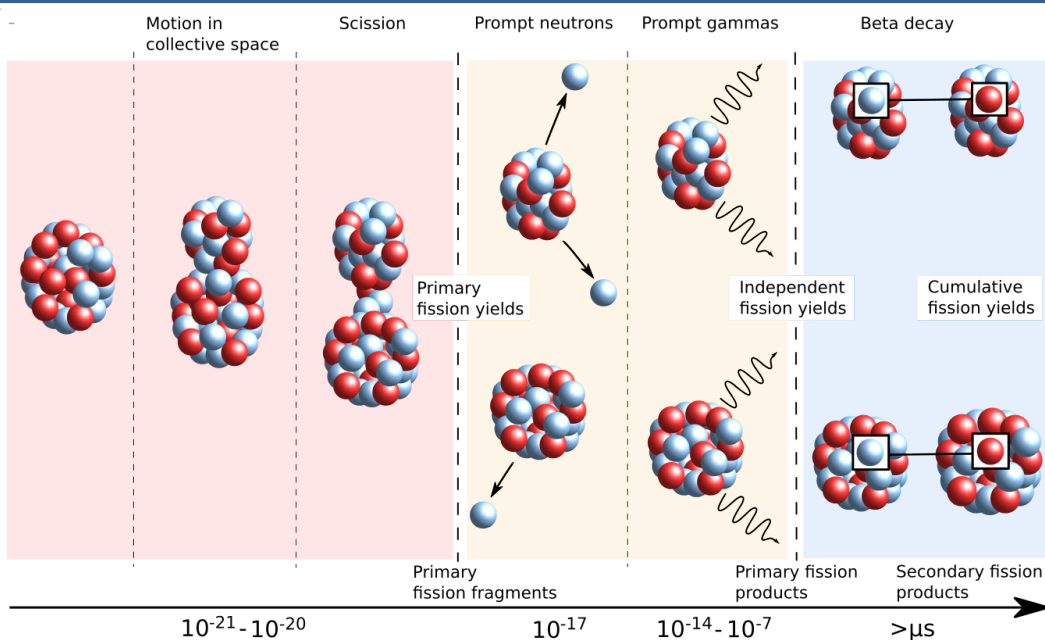 Motion in
collective space
Scission
Prompt neutrons
Prompt gammas
Beta decay
Primary
fission yields
Independent
fission yields
Cumulative
fission yields
Primary
fission fragments
Primary fission
products
Secondary fission
products
10⁻²¹-10⁻²⁰
10⁻¹⁷
10⁻¹⁴-10⁻⁷
>μs